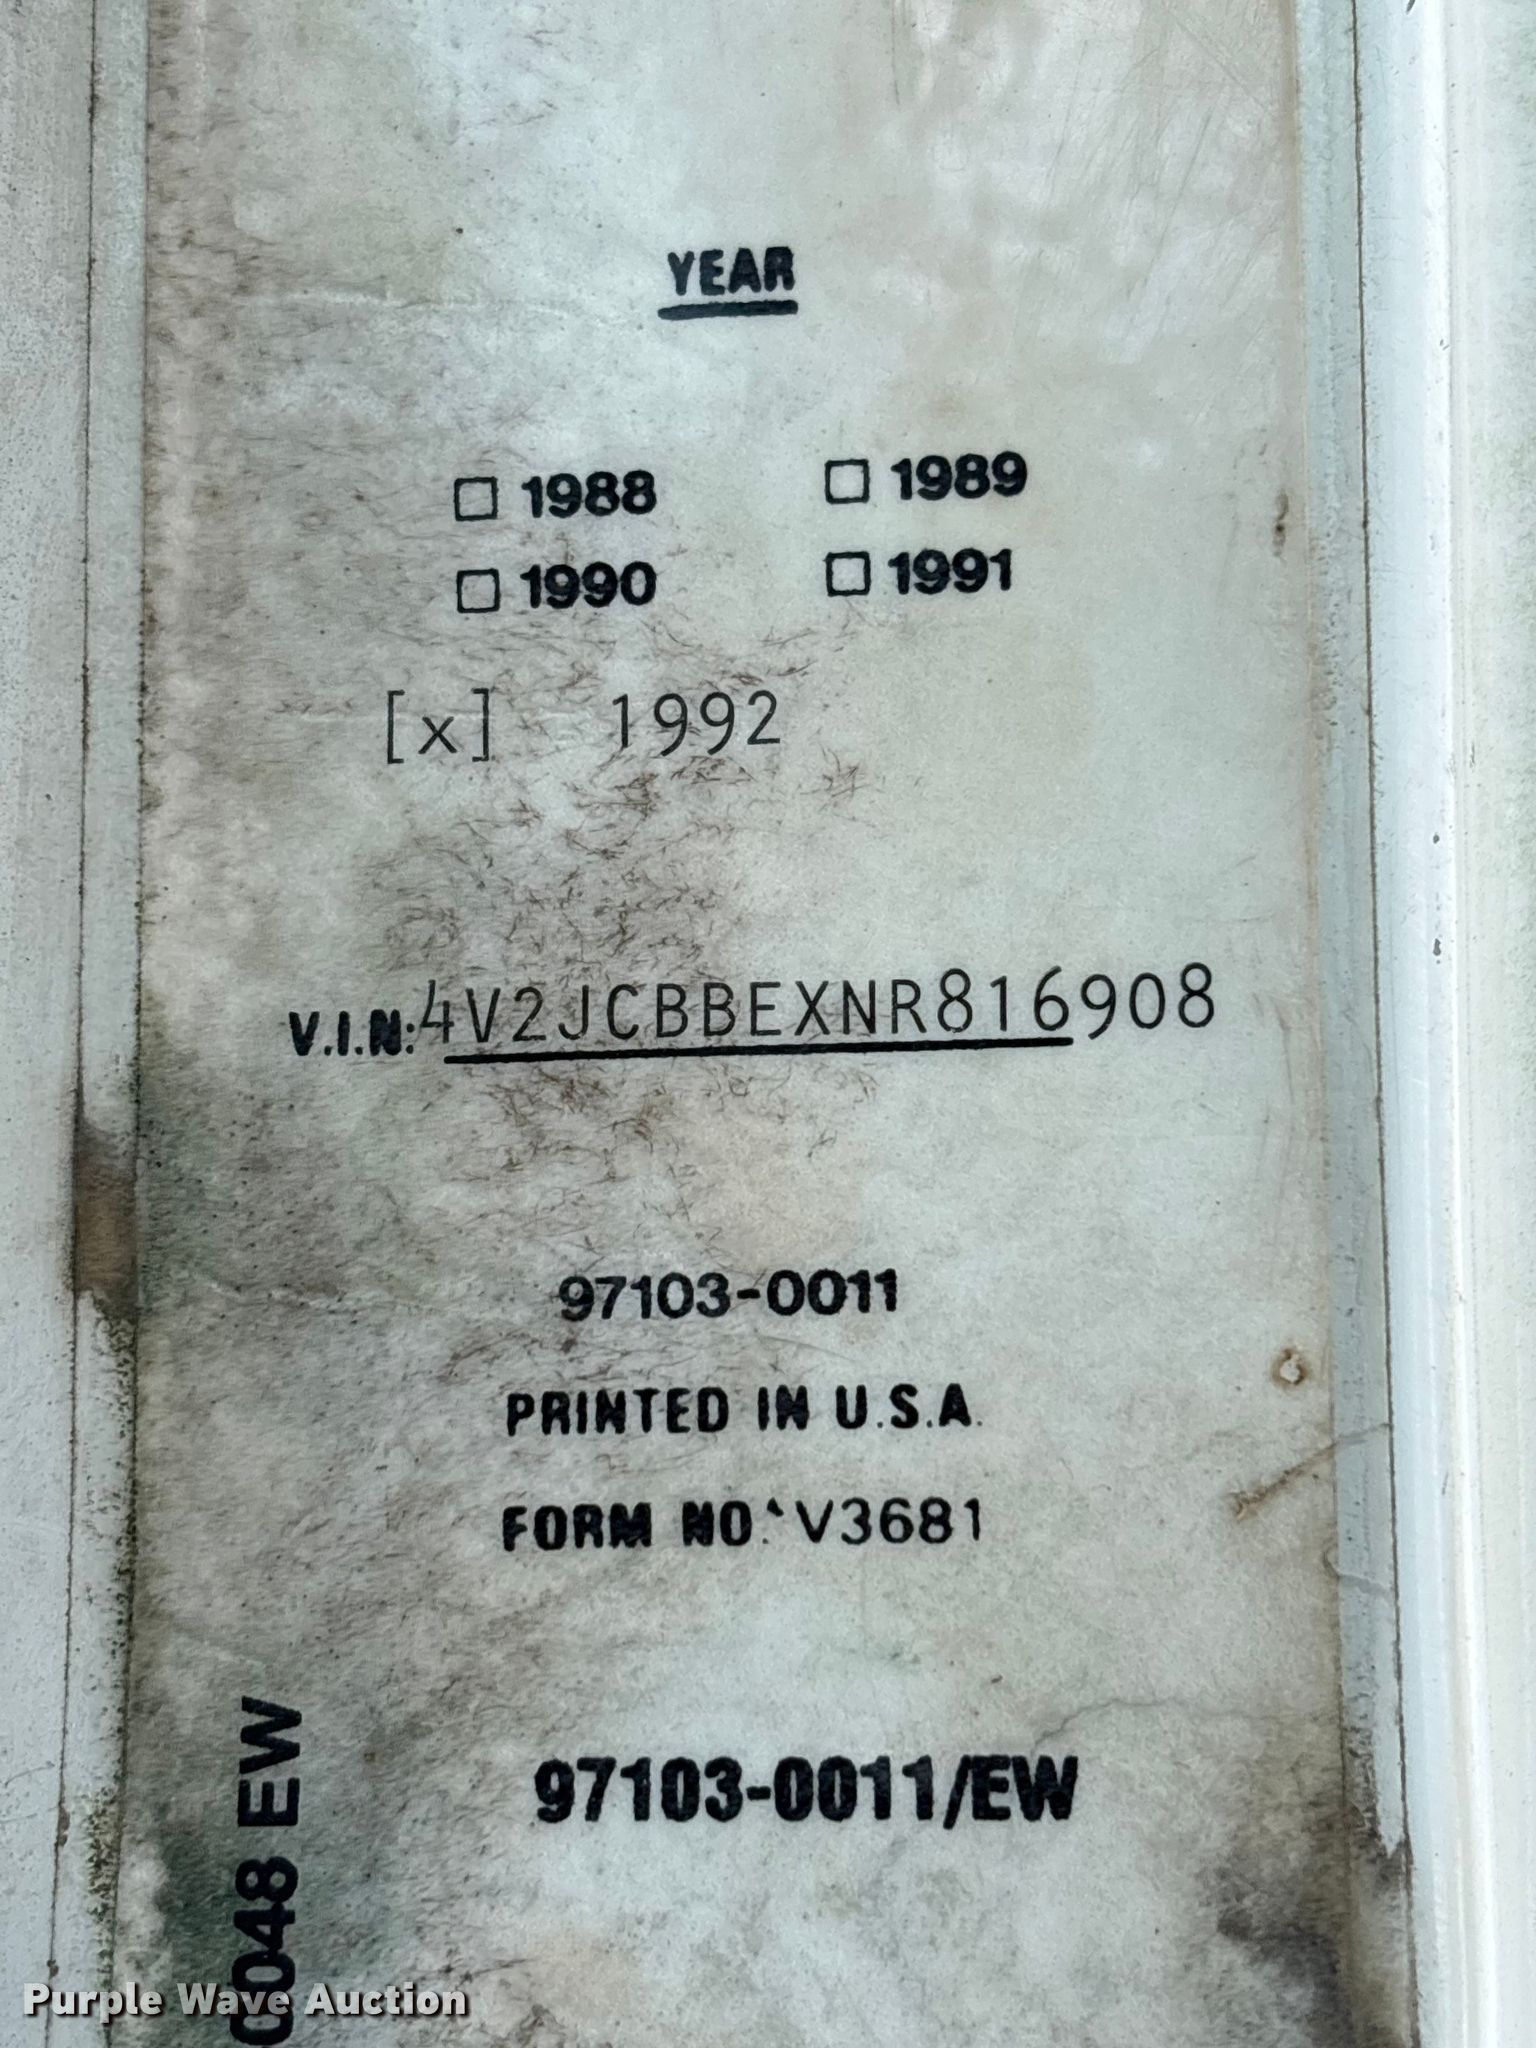 YEAR
☐ 1988 ☐ 1989
☐ 1990 ☐ 1991
[x] 1992
V.I.N:4V2JCBBEXNR816908
97103-0011
PRINTED IN U.S.A.
FORM NO. V3681
97103-0011/EW
0048 EW
Purple Wave Auction